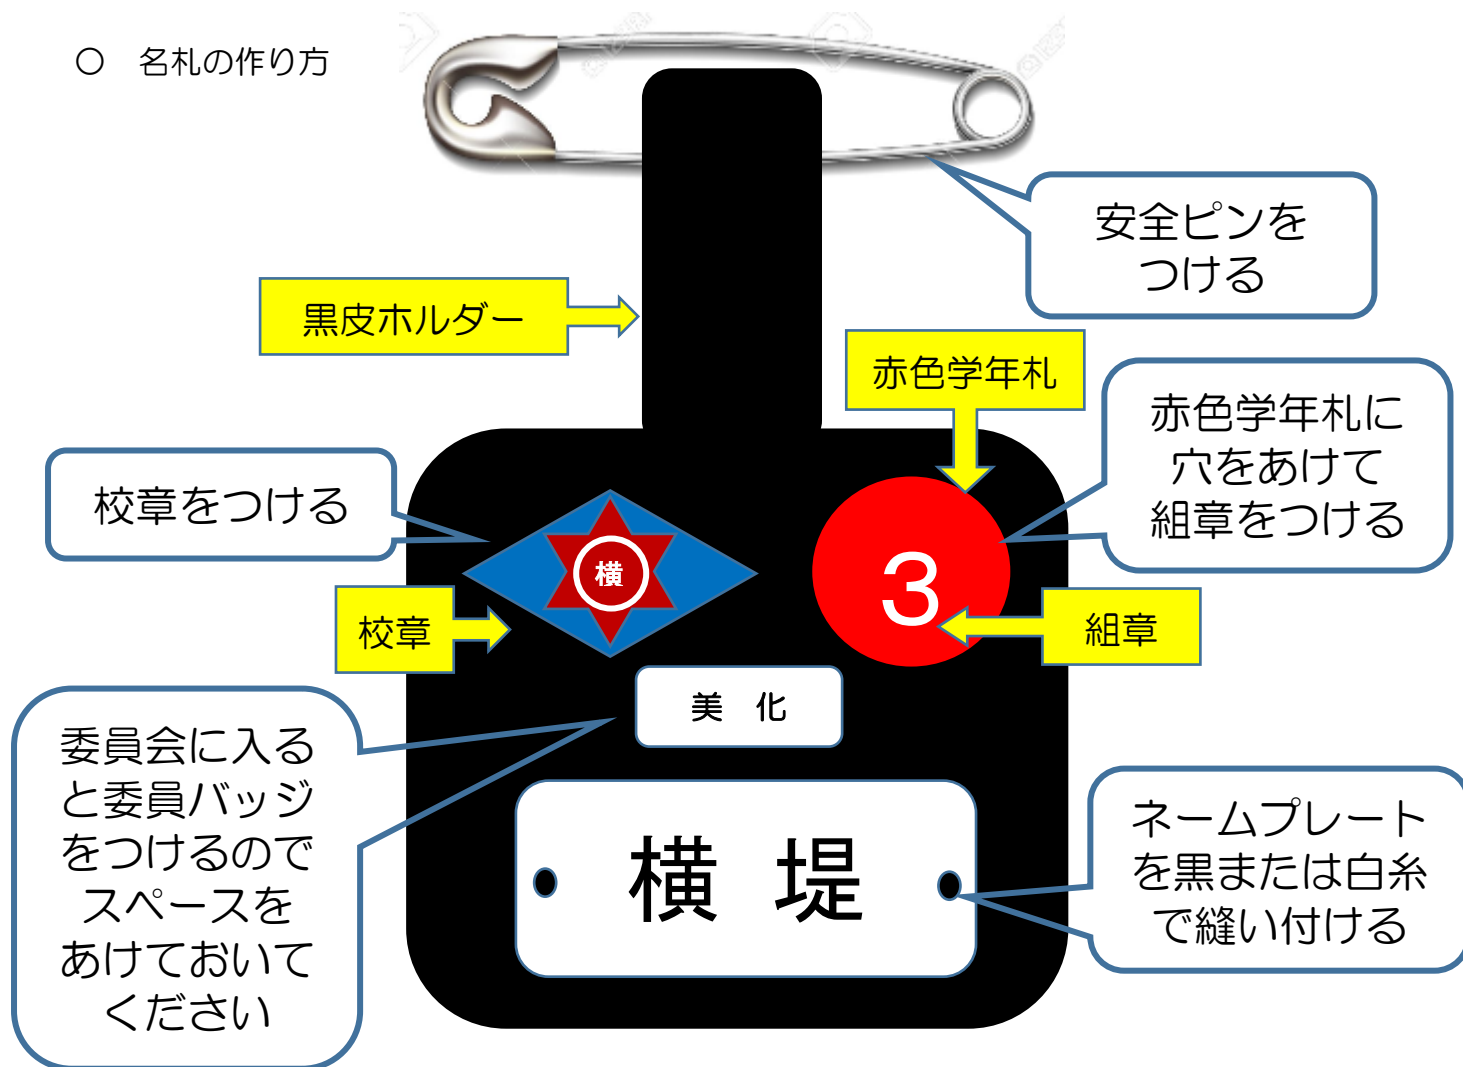 ○　名札の作り方
安全ピンを
つける
黒皮ホルダー
赤色学年札
赤色学年札に
穴をあけて
組章をつける
校章をつける
横
3
校章
組章
美　化
委員会に入る
と委員バッジ
をつけるので
スペースを
あけておいて
ください
横　堤
ネームプレート
を黒または白糸
で縫い付ける